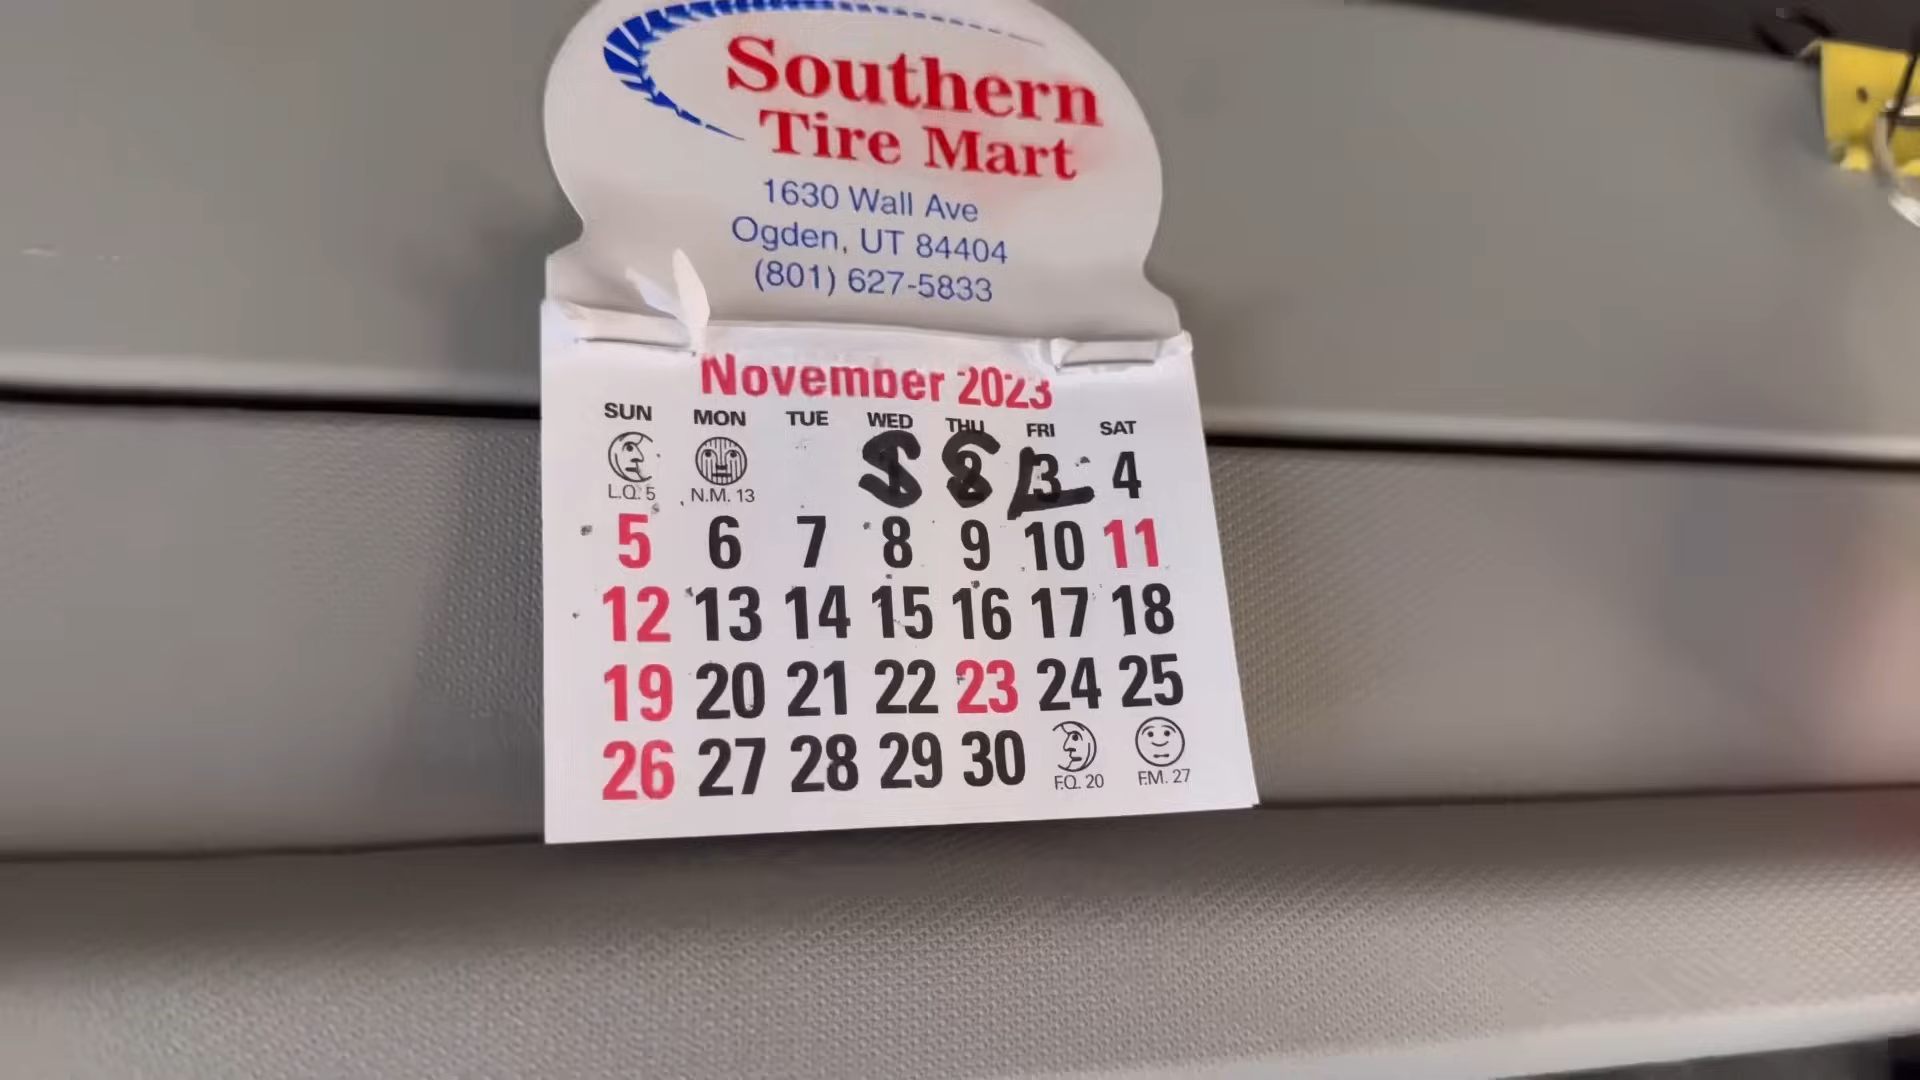 Southern
Tire Mart
1630 Wall Ave
Ogden, UT 84404
(801) 627-5833
November 2023
SUN MON TUE WED THU FRI SAT
S S L
1 2 3 4
L.Q. 5 N.M. 13
5 6 7 8 9 10 11
12 13 14 15 16 17 18
19 20 21 22 23 24 25
26 27 28 29 30
F.Q. 20 F.M. 27